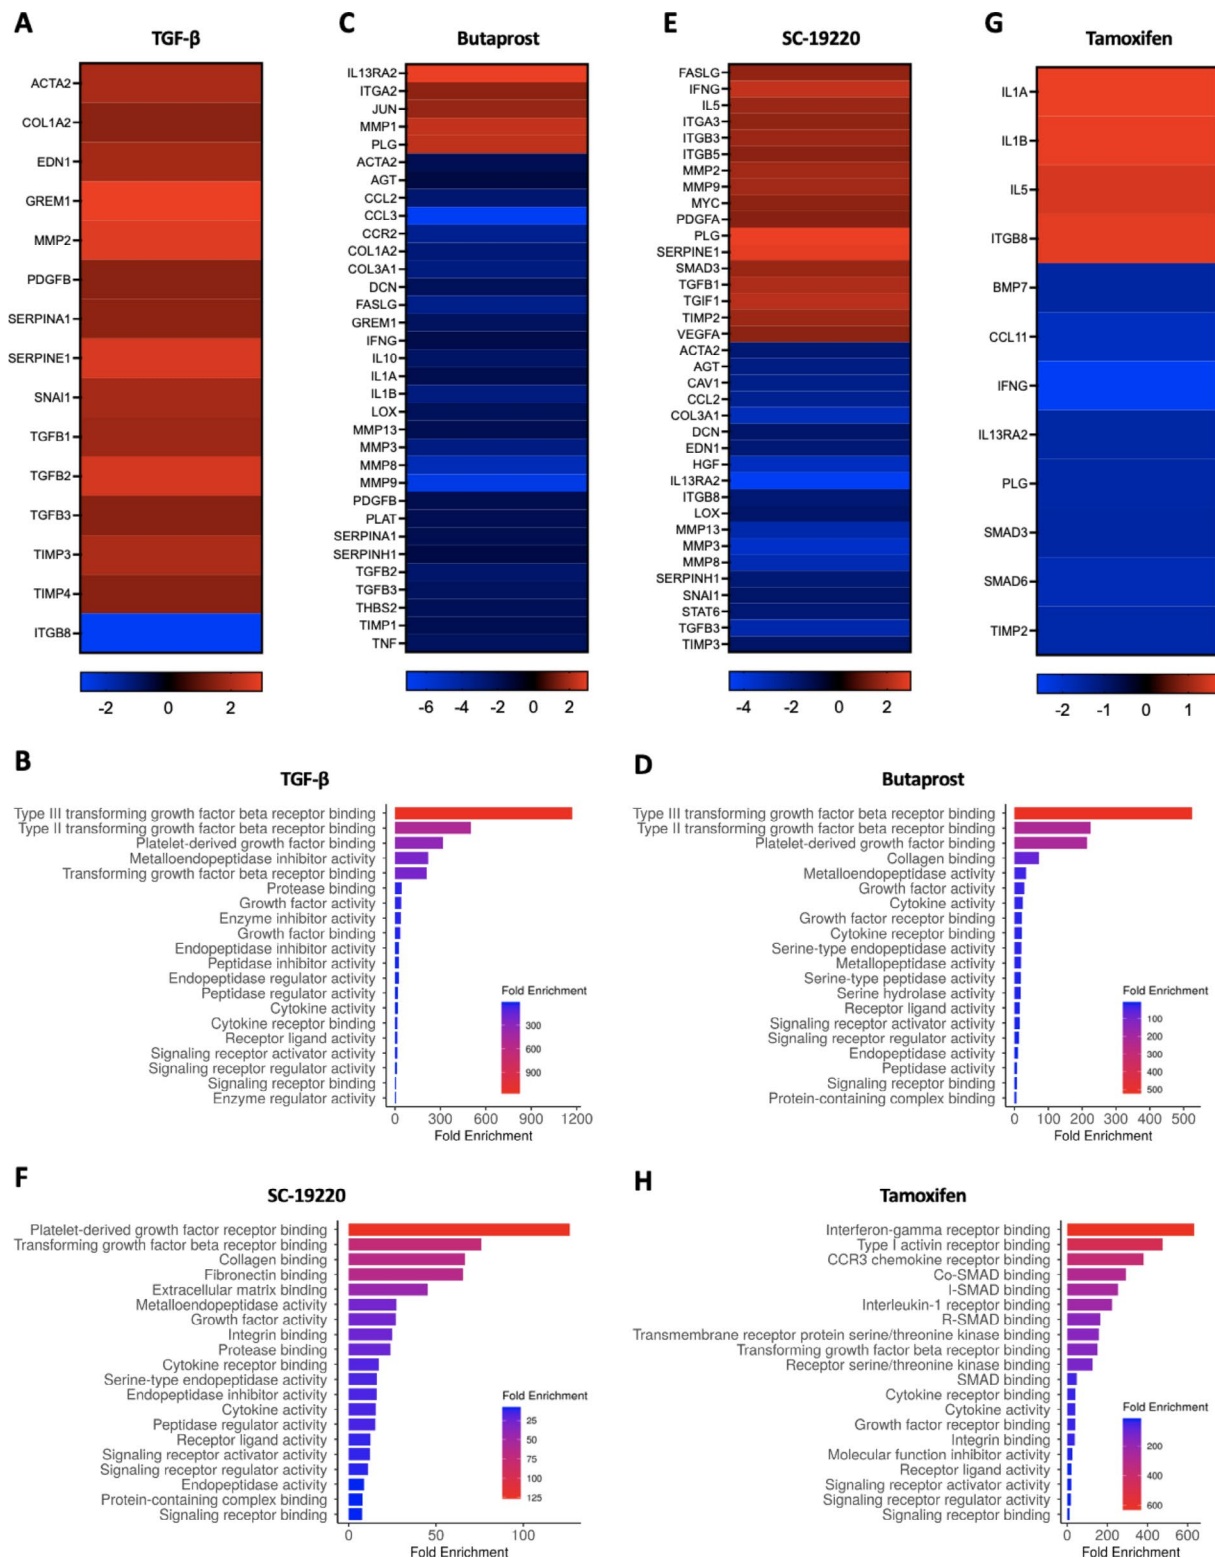 A
TGF-β
ACTA2
COL1A2
EDN1
GREM1
MMP2
PDGFB
SERPINA1
SERPINE1
SNAI1
TGFB1
TGFB2
TGFB3
TIMP3
TIMP4
ITGB8
-2 0 2
C
Butaprost
IL13RA2
ITGA2
JUN
MMP1
PLG
ACTA2
AGT
CCL2
CCL3
CCR2
COL1A2
COL3A1
DCN
FASLG
GREM1
IFNG
IL10
IL1A
IL1B
LOX
MMP13
MMP3
MMP8
MMP9
PDGFB
PLAT
SERPINA1
SERPINH1
TGFB2
TGFB3
THBS2
TIMP1
TNF
-6 -4 -2 0 2
E
SC-19220
FASLG
IFNG
IL5
ITGA3
ITGB3
ITGB5
MMP2
MMP9
MYC
PDGFA
PLG
SERPINE1
SMAD3
TGFB1
TGIF1
TIMP2
VEGFA
ACTA2
AGT
CAV1
CCL2
COL3A1
DCN
EDN1
HGF
IL13RA2
ITGB8
LOX
MMP13
MMP3
MMP8
SERPINH1
SNAI1
STAT6
TGFB3
TIMP3
-4 -2 0 2
G
Tamoxifen
IL1A
IL1B
IL5
ITGB8
BMP7
CCL11
IFNG
IL13RA2
PLG
SMAD3
SMAD6
TIMP2
-2 -1 0 1
B
TGF-β
Type III transforming growth factor beta receptor binding
Type II transforming growth factor beta receptor binding
Platelet-derived growth factor binding
Metalloendopeptidase inhibitor activity
Transforming growth factor beta receptor binding
Protease binding
Growth factor activity
Enzyme inhibitor activity
Growth factor binding
Endopeptidase inhibitor activity
Peptidase inhibitor activity
Endopeptidase regulator activity
Peptidase regulator activity
Cytokine activity
Cytokine receptor binding
Receptor ligand activity
Signaling receptor activator activity
Signaling receptor regulator activity
Signaling receptor binding
Enzyme regulator activity
Fold Enrichment
300
600
900
0 300 600 900 1200
Fold Enrichment
D
Butaprost
Type III transforming growth factor beta receptor binding
Type II transforming growth factor beta receptor binding
Platelet-derived growth factor binding
Collagen binding
Metalloendopeptidase activity
Growth factor activity
Cytokine activity
Growth factor receptor binding
Cytokine receptor binding
Serine-type endopeptidase activity
Metallopeptidase activity
Serine-type peptidase activity
Serine hydrolase activity
Receptor ligand activity
Signaling receptor activator activity
Signaling receptor regulator activity
Endopeptidase activity
Peptidase activity
Signaling receptor binding
Protein-containing complex binding
Fold Enrichment
100
200
300
400
500
0 100 200 300 400 500
Fold Enrichment
F
SC-19220
Platelet-derived growth factor receptor binding
Transforming growth factor beta receptor binding
Collagen binding
Fibronectin binding
Extracellular matrix binding
Metalloendopeptidase activity
Growth factor activity
Integrin binding
Protease binding
Cytokine receptor binding
Serine-type endopeptidase activity
Endopeptidase inhibitor activity
Cytokine activity
Peptidase regulator activity
Receptor ligand activity
Signaling receptor activator activity
Signaling receptor regulator activity
Endopeptidase activity
Protein-containing complex binding
Signaling receptor binding
Fold Enrichment
25
50
75
100
125
0 50 100
Fold Enrichment
H
Tamoxifen
Interferon-gamma receptor binding
Type I activin receptor binding
CCR3 chemokine receptor binding
Co-SMAD binding
I-SMAD binding
Interleukin-1 receptor binding
R-SMAD binding
Transmembrane receptor protein serine/threonine kinase binding
Transforming growth factor beta receptor binding
Receptor serine/threonine kinase binding
SMAD binding
Cytokine receptor binding
Cytokine activity
Growth factor receptor binding
Integrin binding
Molecular function inhibitor activity
Receptor ligand activity
Signaling receptor activator activity
Signaling receptor regulator activity
Signaling receptor binding
Fold Enrichment
200
400
600
0 200 400 600
Fold Enrichment